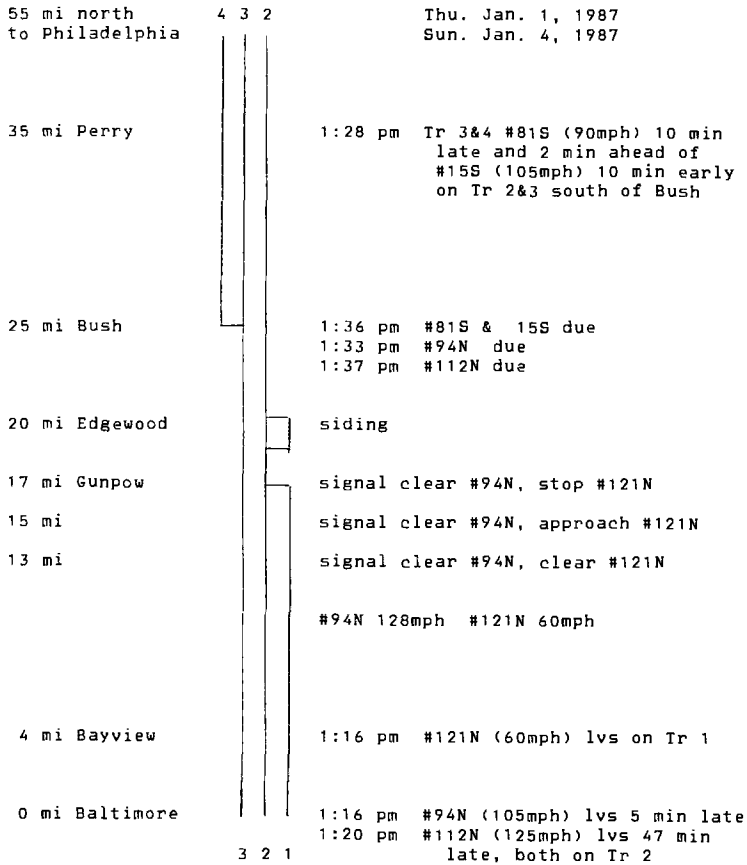 55 mi north 4 3 2 Thu. Jan. 1, 1987
to Philadelphia Sun. Jan. 4, 1987
35 mi Perry 1:28 pm Tr 3&4 #81S (90mph) 10 min
late and 2 min ahead of
#15S (105mph) 10 min early
on Tr 2&3 south of Bush
25 mi Bush 1:36 pm #81S & 15S due
1:33 pm #94N due
1:37 pm #112N due
20 mi Edgewood siding
17 mi Gunpow signal clear #94N, stop #121N
15 mi signal clear #94N, approach #121N
13 mi signal clear #94N, clear #121N
#94N 128mph #121N 60mph
4 mi Bayview 1:16 pm #121N (60mph) lvs on Tr 1
0 mi Baltimore 1:16 pm #94N (105mph) lvs 5 min late
1:20 pm #112N (125mph) lvs 47 min
3 2 1 late, both on Tr 2